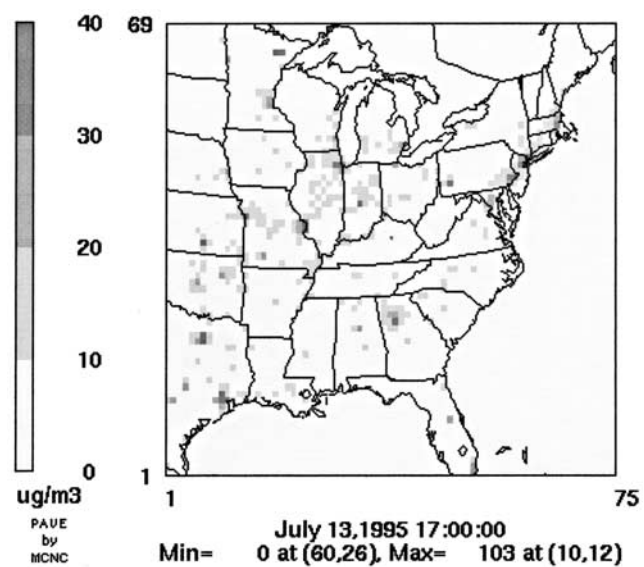 40
30
20
10
0
ug/m3
PAVE
by
MCNC
69
1
1
75
July 13,1995 17:00:00
Min= 0 at (60,26), Max= 103 at (10,12)